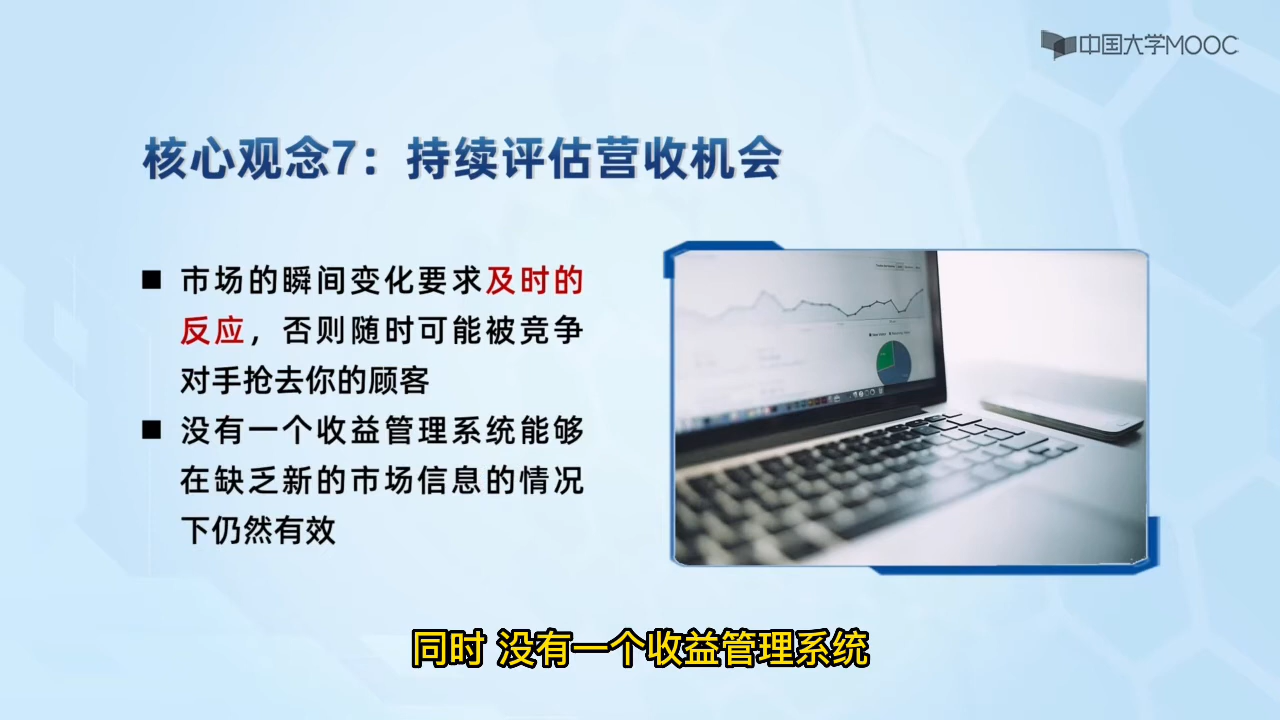 中国大学MOOC
核心观念7：持续评估营收机会
■ 市场的瞬间变化要求及时的
反应，否则随时可能被竞争
对手抢去你的顾客
■ 没有一个收益管理系统能够
在缺乏新的市场信息的情况
下仍然有效
同时 没有一个收益管理系统